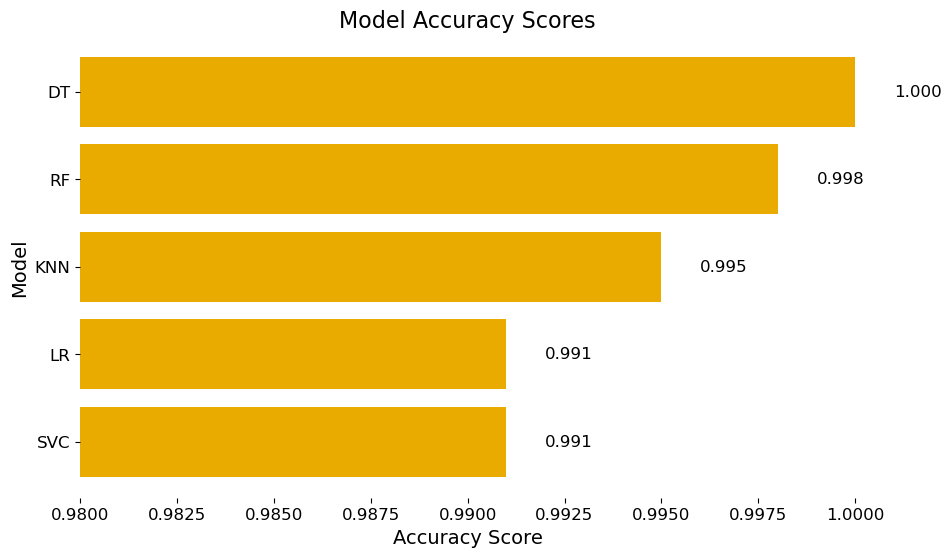 Model Accuracy Scores
DT
1.000
RF
0.998
KNN
0.995
LR
0.991
SVC
0.991
Model
0.9800 0.9825 0.9850 0.9875 0.9900 0.9925 0.9950 0.9975 1.0000
Accuracy Score